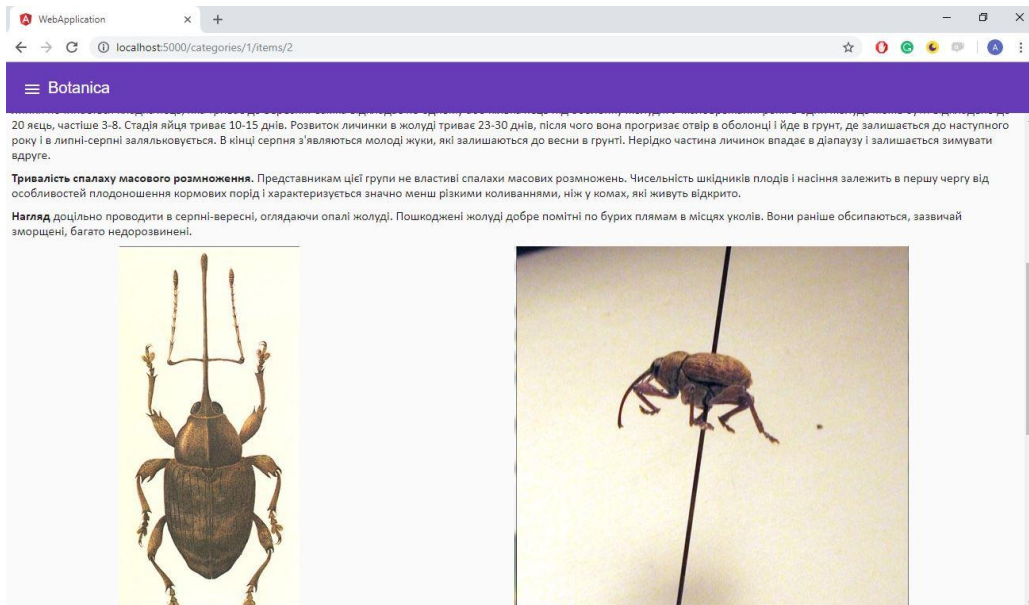 WebApplication
localhost:5000/categories/1/items/2
Botanica
20 яєць, частіше 3-8. Стадія яйця триває 10-15 днів. Розвиток личинки в жолуді триває 23-30 днів, після чого вона прогризає отвір в оболонці і йде в грунт, де залишається до наступного
року і в липні-серпні заляльковується. В кінці серпня з'являються молоді жуки, які залишаються до весни в грунті. Нерідко частина личинок впадає в діапаузу і залишається зимувати
вдруге.
Тривалість спалаху масового розмноження. Представникам цієї групи не властиві спалахи масових розмножень. Чисельність шкідників плодів і насіння залежить в першу чергу від
особливостей плодоношення кормових порід і характеризується значно менш різкими коливаннями, ніж у комах, які живуть відкрито.
Нагляд доцільно проводити в серпні-вересні, оглядаючи опалі жолуді. Пошкоджені жолуді добре помітні по бурих плямам в місцях уколів. Вони раніше обсипаються, зазвичай
зморщені, багато недорозвинені.